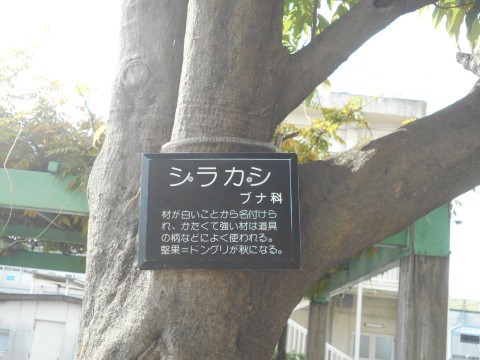 シラカシ
ブナ科
材が白いことから名付けら
れ、かたくて強い材は道具
の柄などによく使われる。
堅果=ドングリが秋になる。